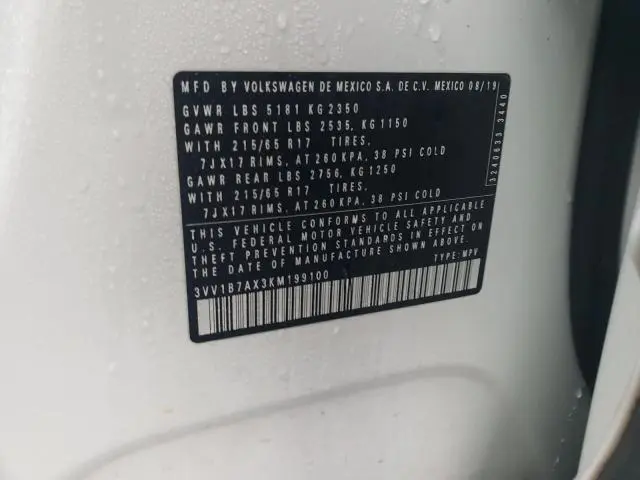 MFD BY VOLKSWAGEN DE MEXICO S.A. DE C.V. MEXICO 08/19
GVWR LBS 5181 KG 2350
GAWR FRONT LBS 2535, KG 1150
WITH 215/65 R17 TIRES,
7JX17 RIMS, AT 260 KPA, 38 PSI COLD
GAWR REAR LBS 2756, KG 1250
WITH 215/65 R17 TIRES,
7JX17 RIMS, AT 260 KPA, 38 PSI COLD
THIS VEHICLE CONFORMS TO ALL APPLICABLE
U.S. FEDERAL MOTOR VEHICLE SAFETY AND
THEFT PREVENTION STANDARDS IN EFFECT ON
THE DATE OF MANUFACTURE SHOWN ABOVE.
3VV1B7AX3KM199100 TYPE: MPV
3240633 3440